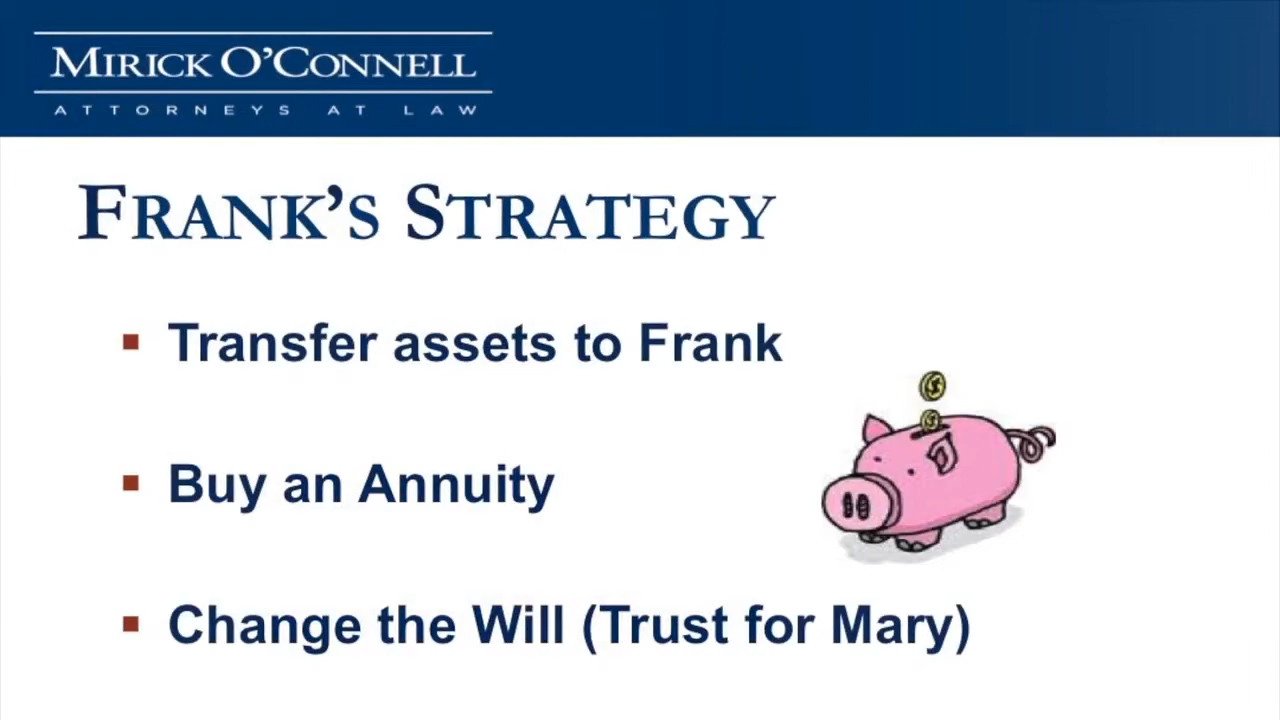 MIRICK O'CONNELL
ATTORNEYS AT LAW
FRANK'S STRATEGY
▪ Transfer assets to Frank
▪ Buy an Annuity
▪ Change the Will (Trust for Mary)